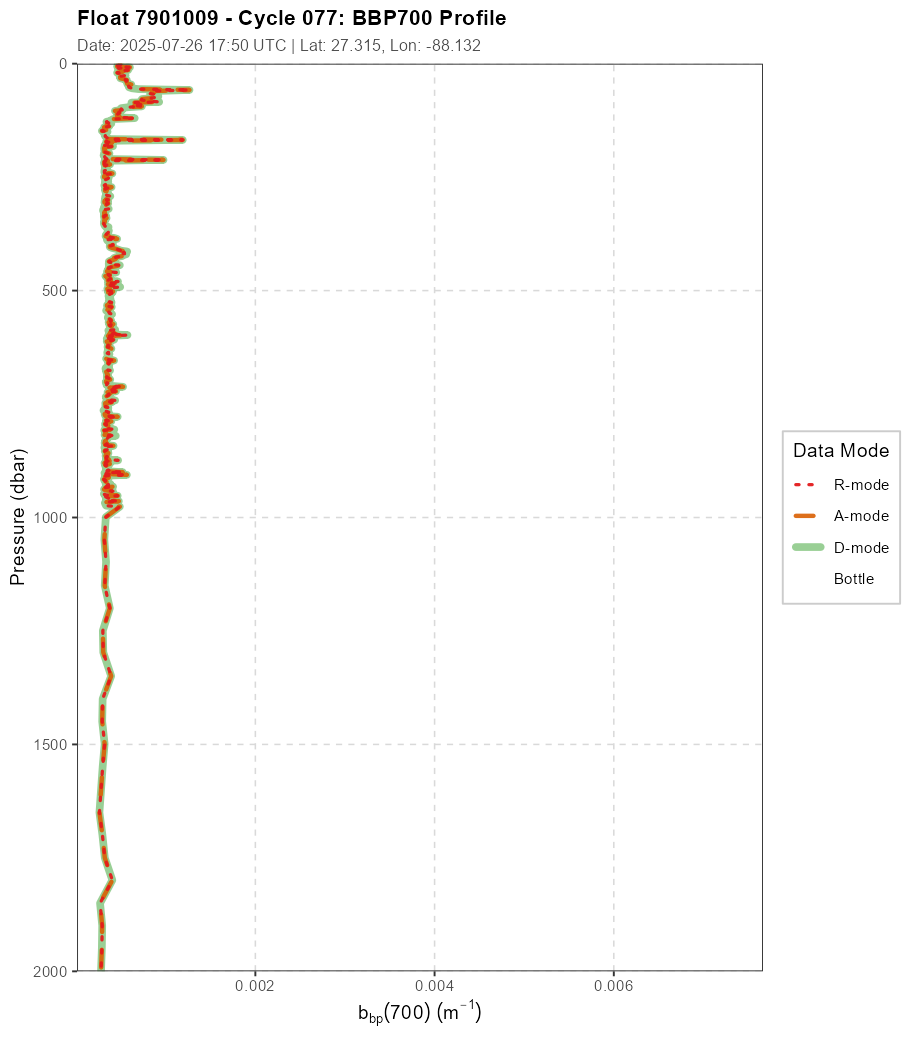 Float 7901009 - Cycle 077: BBP700 Profile
Date: 2025-07-26 17:50 UTC | Lat: 27.315, Lon: -88.132
0
500
1000
1500
2000
Pressure (dbar)
0.002 0.004 0.006
b_bp(700) (m⁻¹)
Data Mode
R-mode
A-mode
D-mode
Bottle